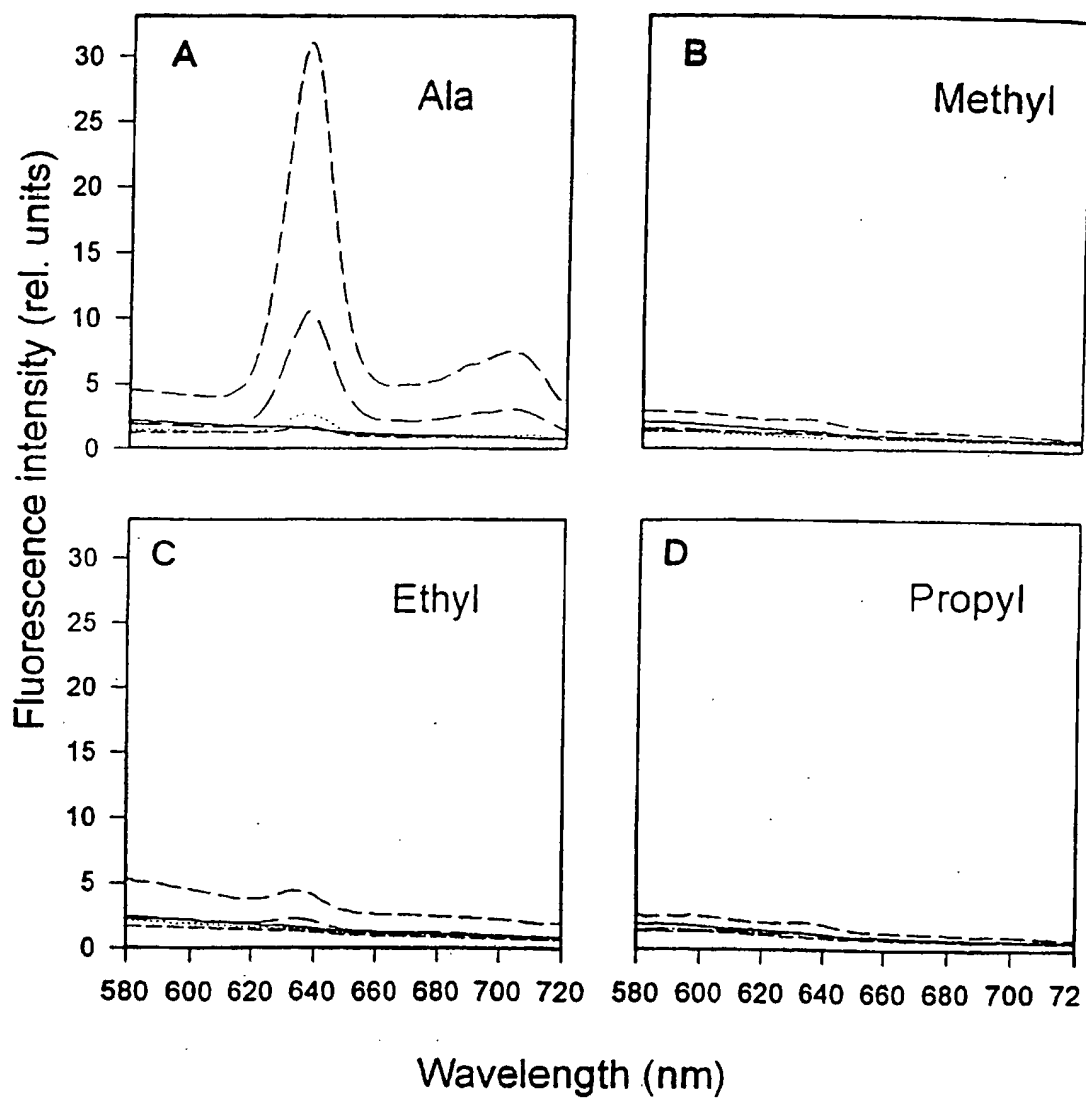 A
Ala
B
Methyl
30
25
20
15
10
5
0
C
Ethyl
D
Propyl
30
25
20
15
10
5
0
580 600 620 640 660 680 700 720
580 600 620 640 660 680 700 72
Fluorescence intensity (rel. units)
Wavelength (nm)